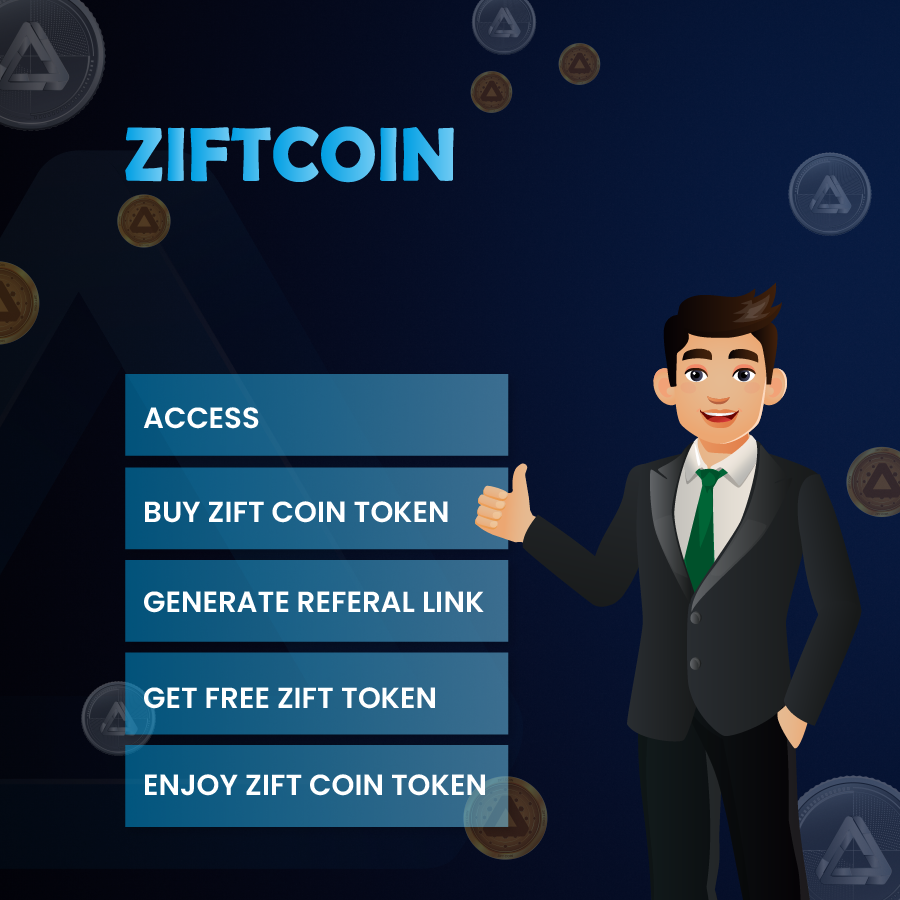 ZIFTCOIN
ACCESS
BUY ZIFT COIN TOKEN
GENERATE REFERAL LINK
GET FREE ZIFT TOKEN
ENJOY ZIFT COIN TOKEN